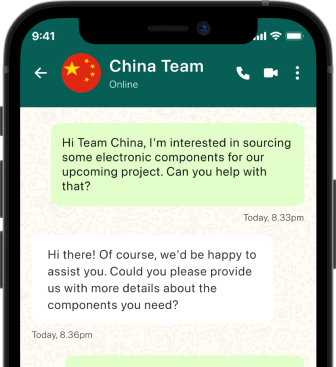 9:41
China Team
Online
Hi Team China, I'm interested in sourcing
some electronic components for our
upcoming project. Can you help with
that?
Today, 8.33pm
Hi there! Of course, we'd be happy to
assist you. Could you please provide
us with more details about the
components you need?
Today, 8.36pm